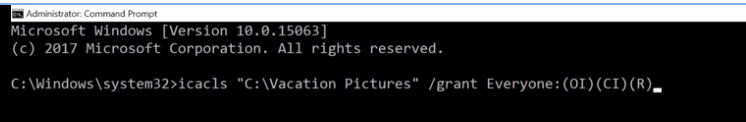 Administrator: Command Prompt
Microsoft Windows [Version 10.0.15063]
(c) 2017 Microsoft Corporation. All rights reserved.
C:\Windows\system32>icacls "C:\Vacation Pictures" /grant Everyone:(OI)(CI)(R)_